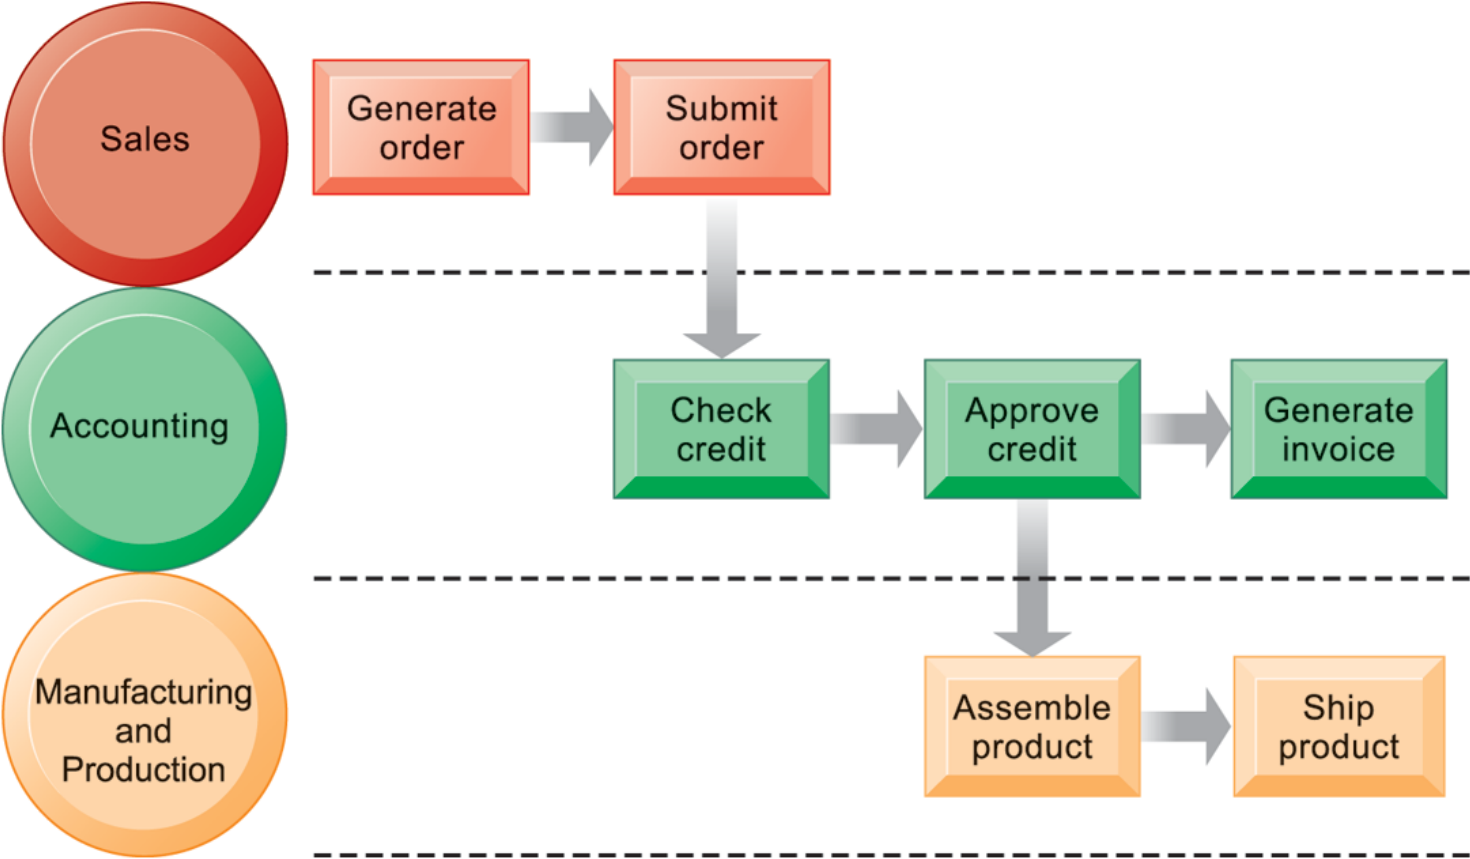 Sales
Generate
order
Submit
order
Accounting
Check
credit
Approve
credit
Generate
invoice
Manufacturing
and
Production
Assemble
product
Ship
product